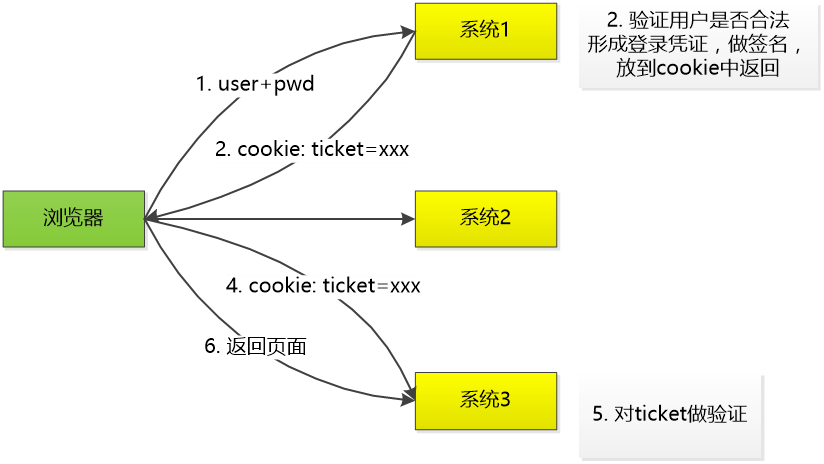 系统1
2. 验证用户是否合法
形成登录凭证，做签名，
放到cookie中返回
1. user+pwd
2. cookie: ticket=xxx
浏览器
系统2
4. cookie: ticket=xxx
6. 返回页面
系统3
5. 对ticket做验证